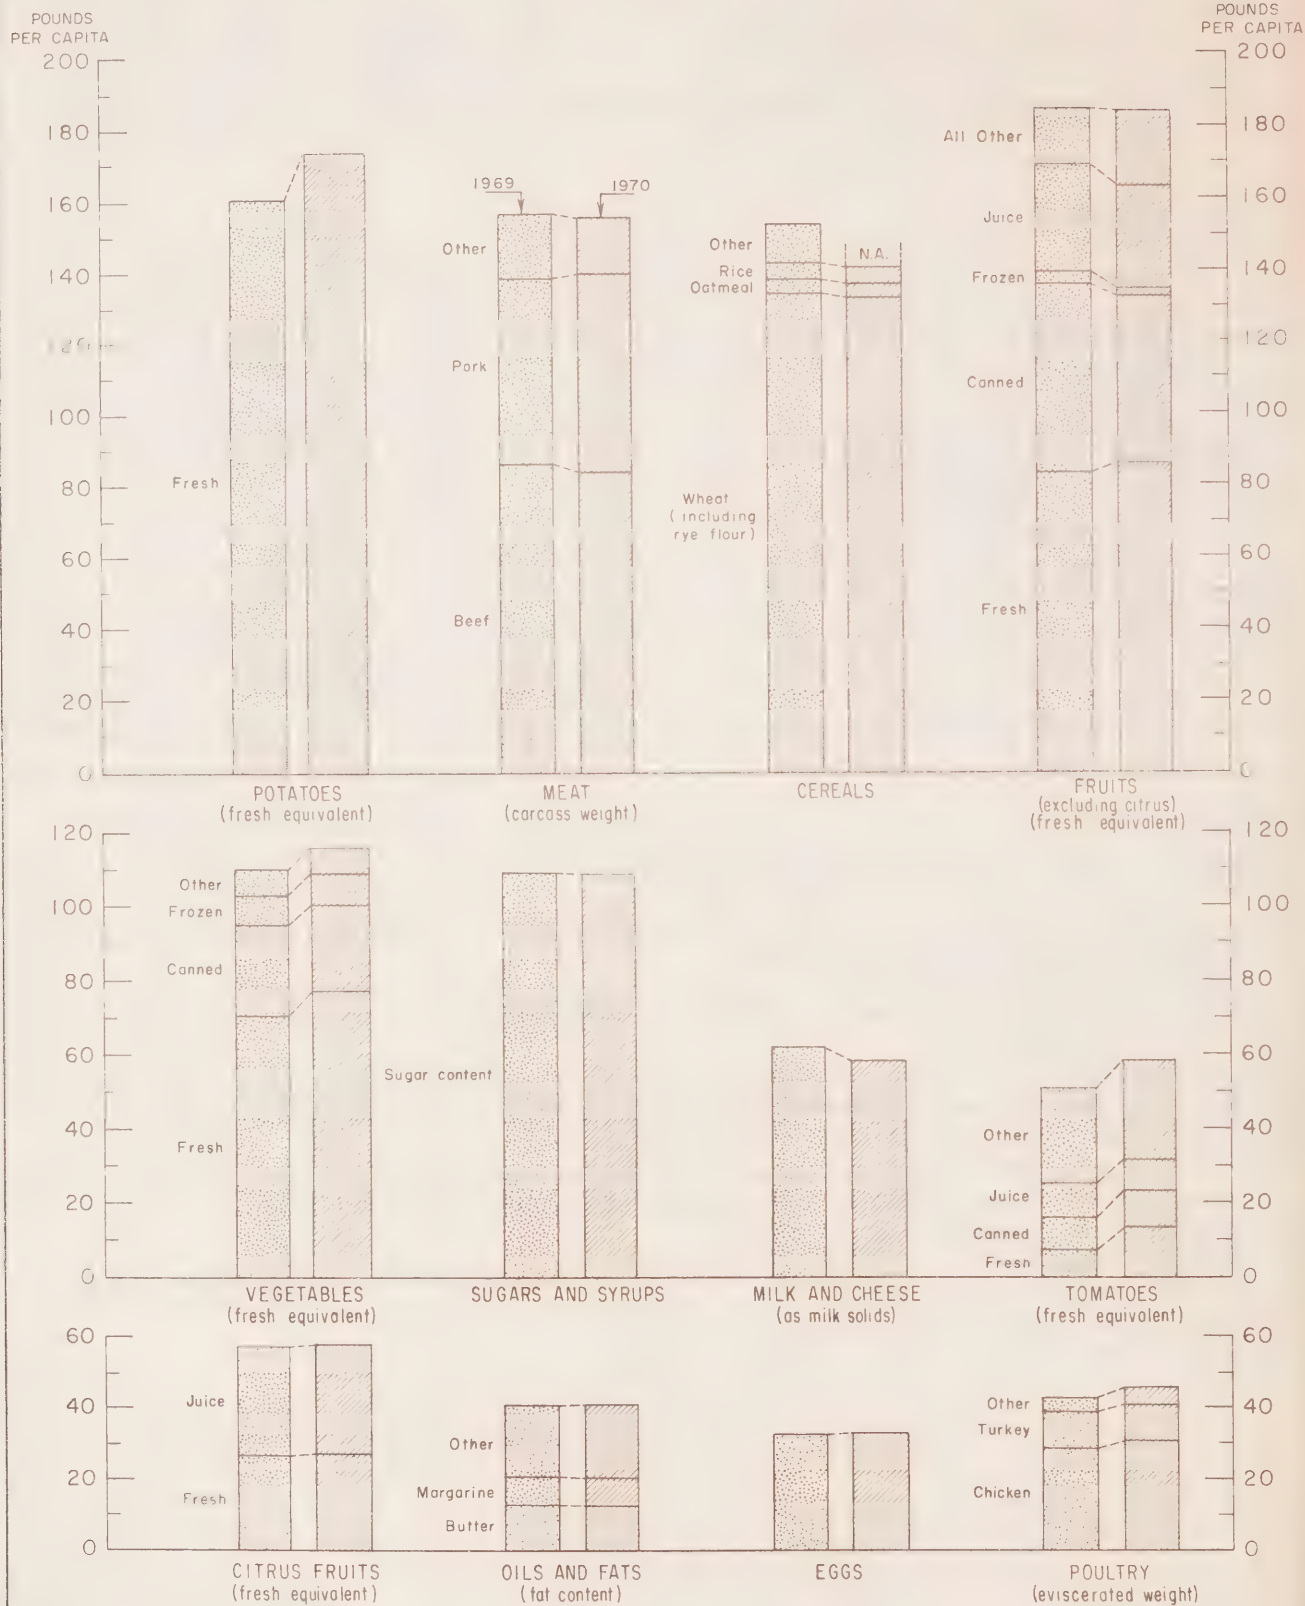 POUNDS
PER CAPITA
POUNDS
PER CAPITA
200
180
160
140
120
100
80
60
40
20
0
Fresh
POTATOES
(fresh equivalent)
1969
1970
Other
Pork
Beef
MEAT
(carcass weight)
Other
Rice
Oatmeal
N.A.
Wheat
(including
rye flour)
CEREALS
All Other
Juice
Frozen
Canned
Fresh
FRUITS
(excluding citrus)
(fresh equivalent)
200
180
160
140
120
100
80
60
40
20
0
120
100
80
60
40
20
0
Other
Frozen
Canned
Fresh
VEGETABLES
(fresh equivalent)
Sugar content
SUGARS AND SYRUPS
MILK AND CHEESE
(as milk solids)
Other
Juice
Canned
Fresh
TOMATOES
(fresh equivalent)
120
100
80
60
40
20
0
60
40
20
0
Juice
Fresh
CITRUS FRUITS
(fresh equivalent)
Other
Margarine
Butter
OILS AND FATS
(fat content)
EGGS
Other
Turkey
Chicken
POULTRY
(eviscerated weight)
60
40
20
0